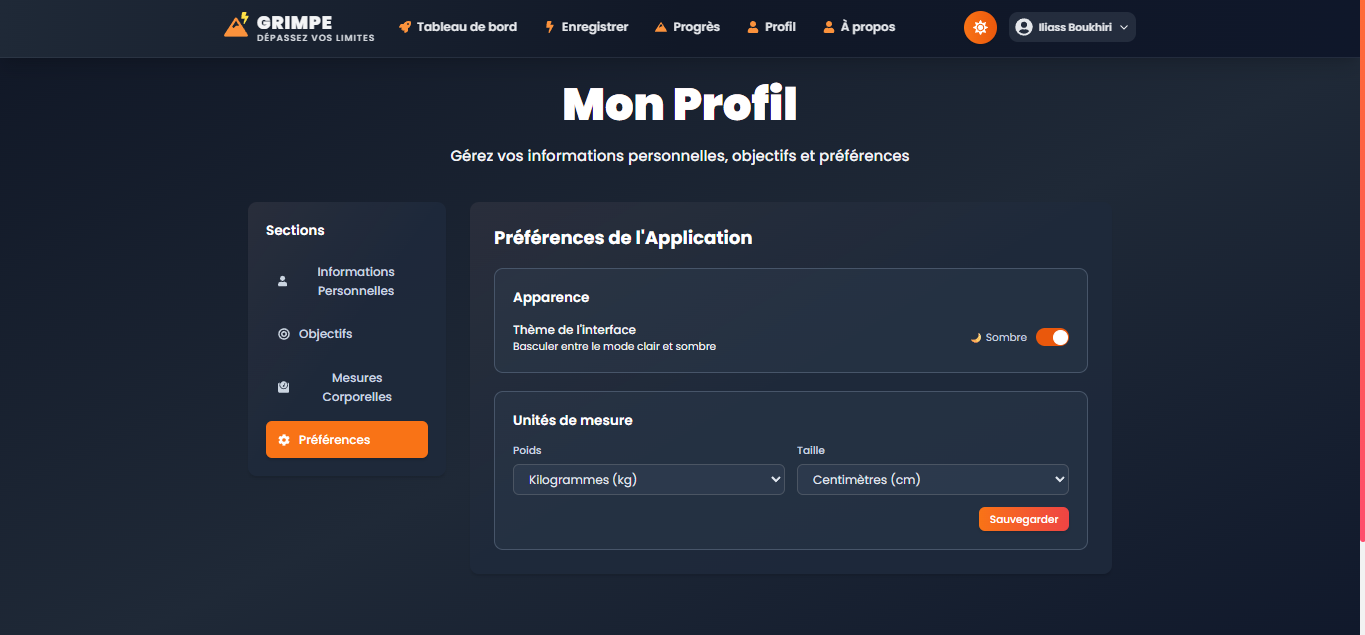 GRIMPE
DÉPASSEZ VOS LIMITES
Tableau de bord
Enregistrer
Progrès
Profil
À propos
Iliass Boukhiri
Mon Profil
Gérez vos informations personnelles, objectifs et préférences
Sections
Informations
Personnelles
Objectifs
Mesures
Corporelles
Préférences
Préférences de l'Application
Apparence
Thème de l'interface
Basculer entre le mode clair et sombre
Sombre
Unités de mesure
Poids
Taille
Kilogrammes (kg)
Centimètres (cm)
Sauvegarder